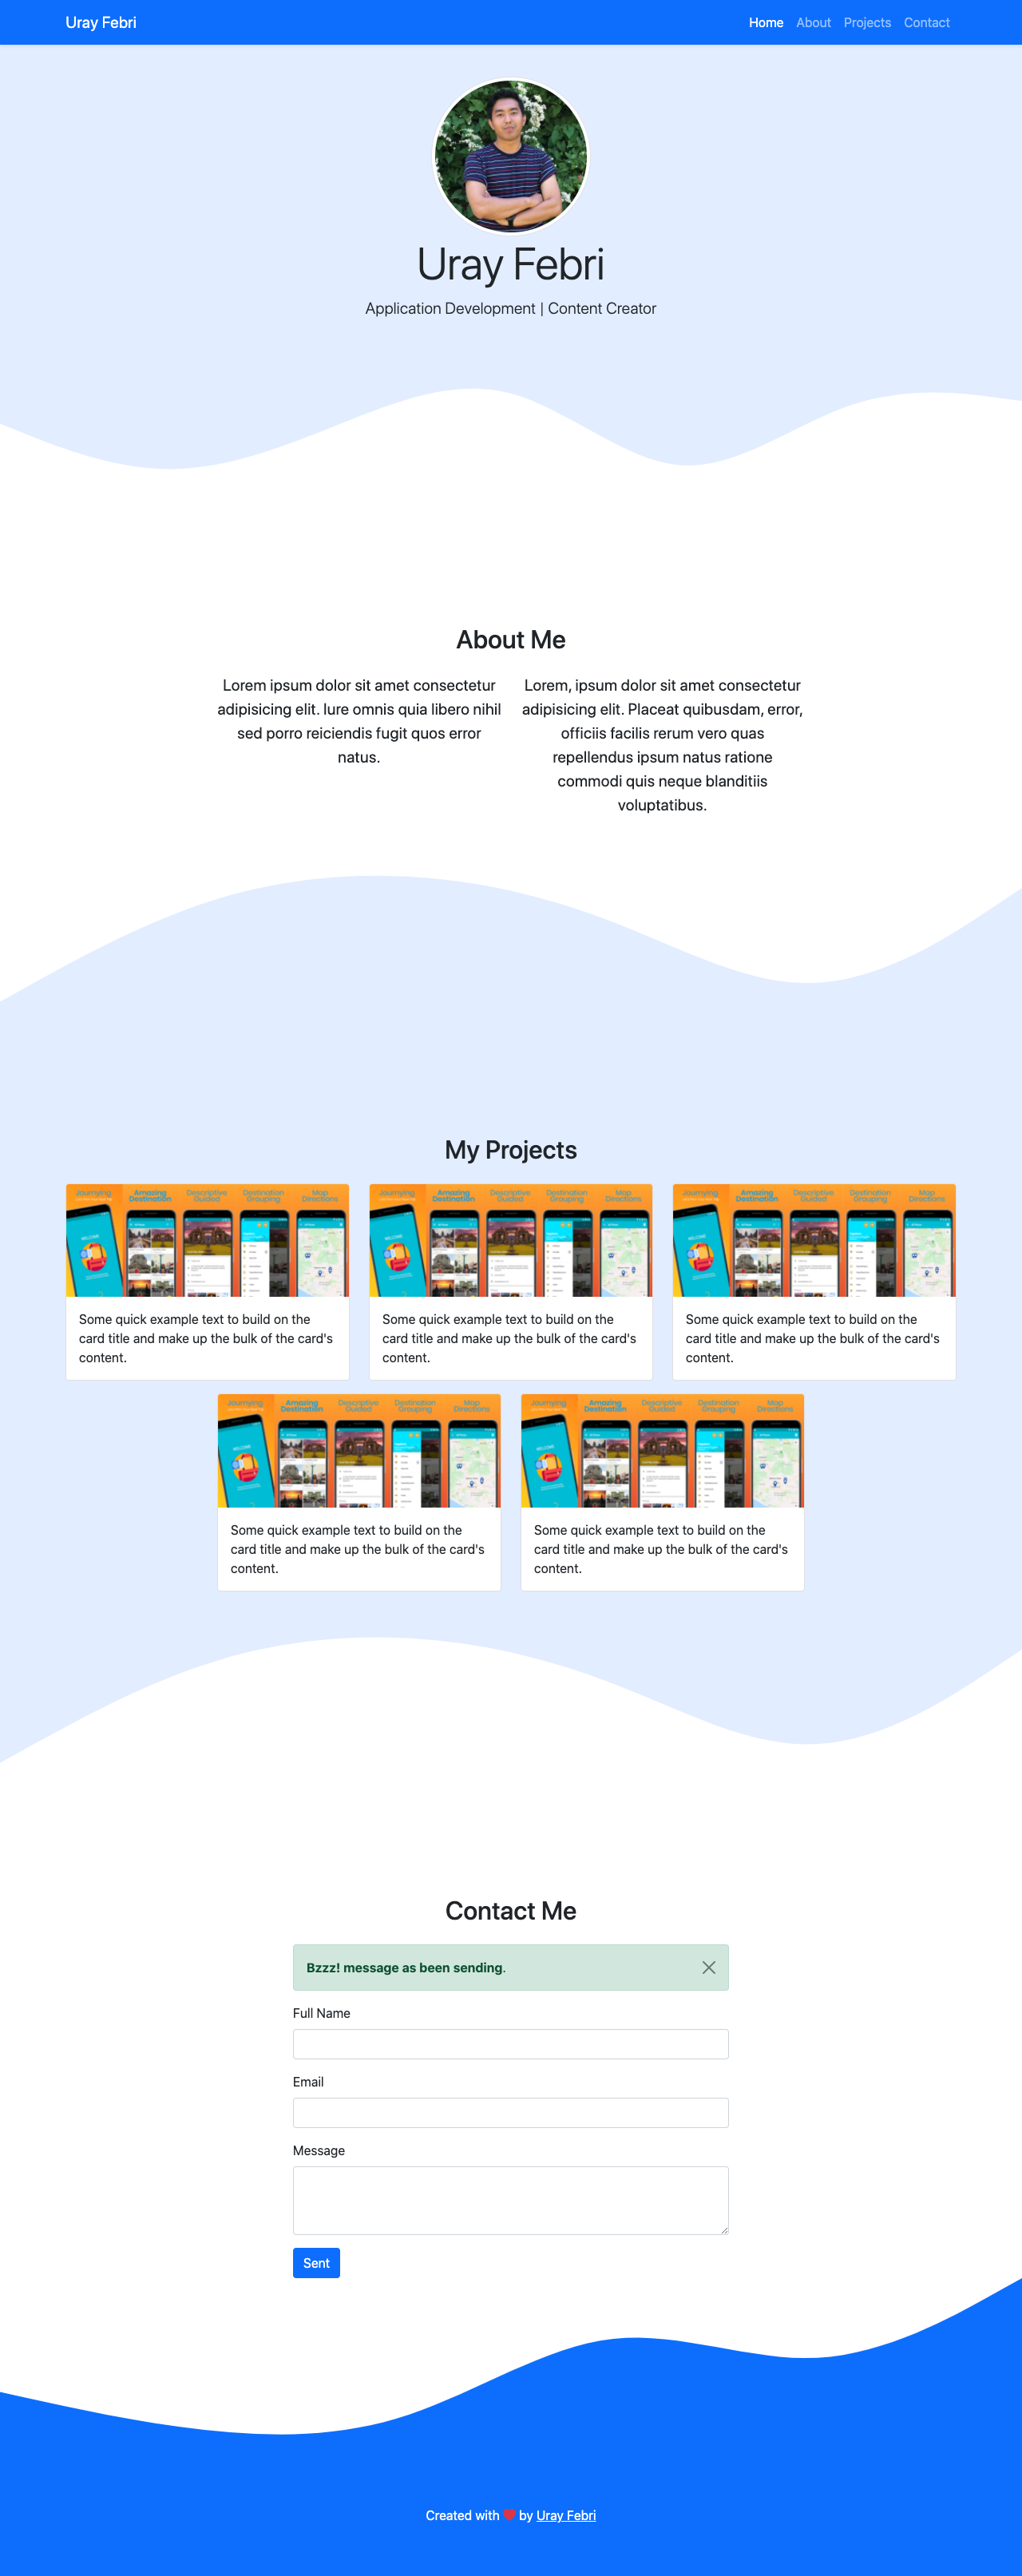 Uray Febri
Home About Projects Contact
Uray Febri
Application Development | Content Creator
About Me
Lorem ipsum dolor sit amet consectetur
adipisicing elit. Iure omnis quia libero nihil
sed porro reiciendis fugit quos error
natus.
Lorem, ipsum dolor sit amet consectetur
adipisicing elit. Placeat quibusdam, error,
officiis facilis rerum vero quas
repellendus ipsum natus ratione
commodi quis neque blanditiis
voluptatibus.
My Projects
Journying
Amazing
Destination
Descriptive
Guided
Destination
Grouping
Map
Directions
WELCOME
Some quick example text to build on the
card title and make up the bulk of the card's
content.
Journying
Amazing
Destination
Descriptive
Guided
Destination
Grouping
Map
Directions
WELCOME
Some quick example text to build on the
card title and make up the bulk of the card's
content.
Journying
Amazing
Destination
Descriptive
Guided
Destination
Grouping
Map
Directions
WELCOME
Some quick example text to build on the
card title and make up the bulk of the card's
content.
Journying
Amazing
Destination
Descriptive
Guided
Destination
Grouping
Map
Directions
WELCOME
Some quick example text to build on the
card title and make up the bulk of the card's
content.
Journying
Amazing
Destination
Descriptive
Guided
Destination
Grouping
Map
Directions
WELCOME
Some quick example text to build on the
card title and make up the bulk of the card's
content.
Contact Me
Bzzz! message as been sending.
Full Name
Email
Message
Sent
Created with ❤ by Uray Febri